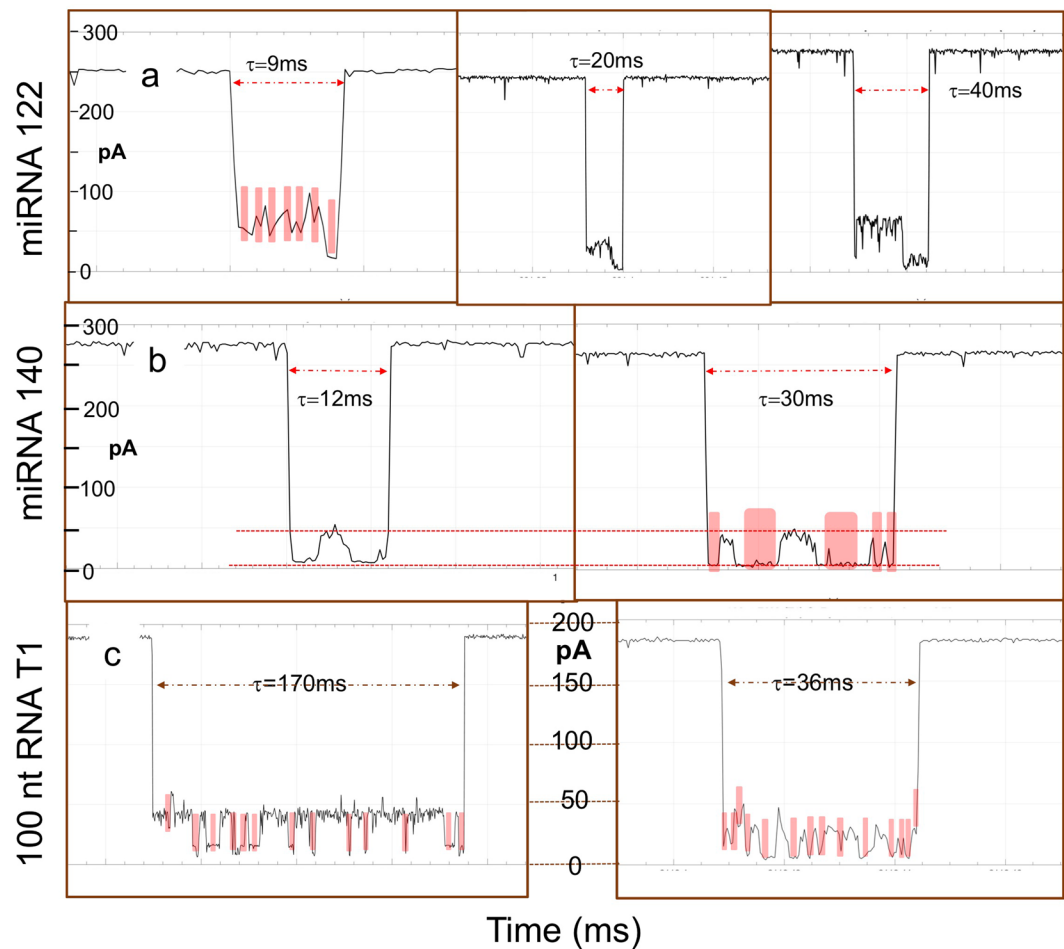 miRNA 122
300
200
pA
100
0
a
τ=9ms
τ=20ms
τ=40ms
miRNA 140
300
200
pA
100
0
b
τ=12ms
1
τ=30ms
100 nt RNA T1
c
τ=170ms
200
pA
150
100
50
0
τ=36ms
Time (ms)